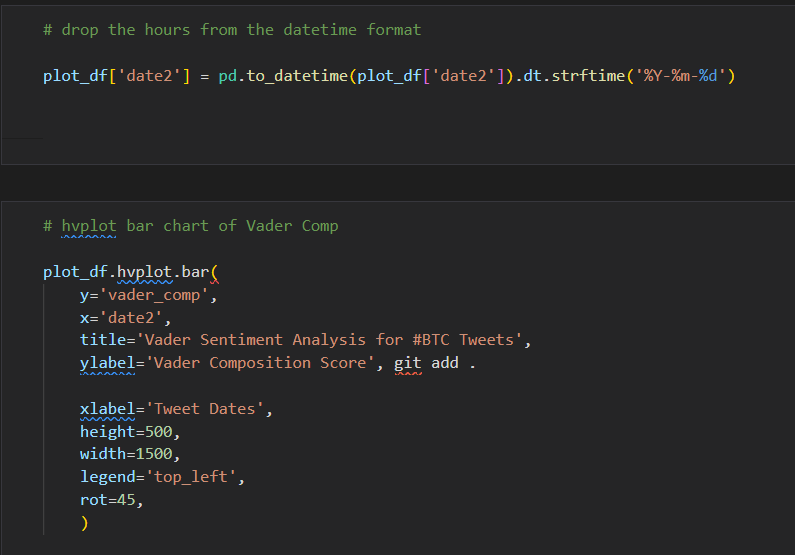 # drop the hours from the datetime format
plot_df['date2'] = pd.to_datetime(plot_df['date2']).dt.strftime('%Y-%m-%d')
# hvplot bar chart of Vader Comp
plot_df.hvplot.bar(
y='vader_comp',
x='date2',
title='Vader Sentiment Analysis for #BTC Tweets',
ylabel='Vader Composition Score', git add .
xlabel='Tweet Dates',
height=500,
width=1500,
legend='top_left',
rot=45,
)